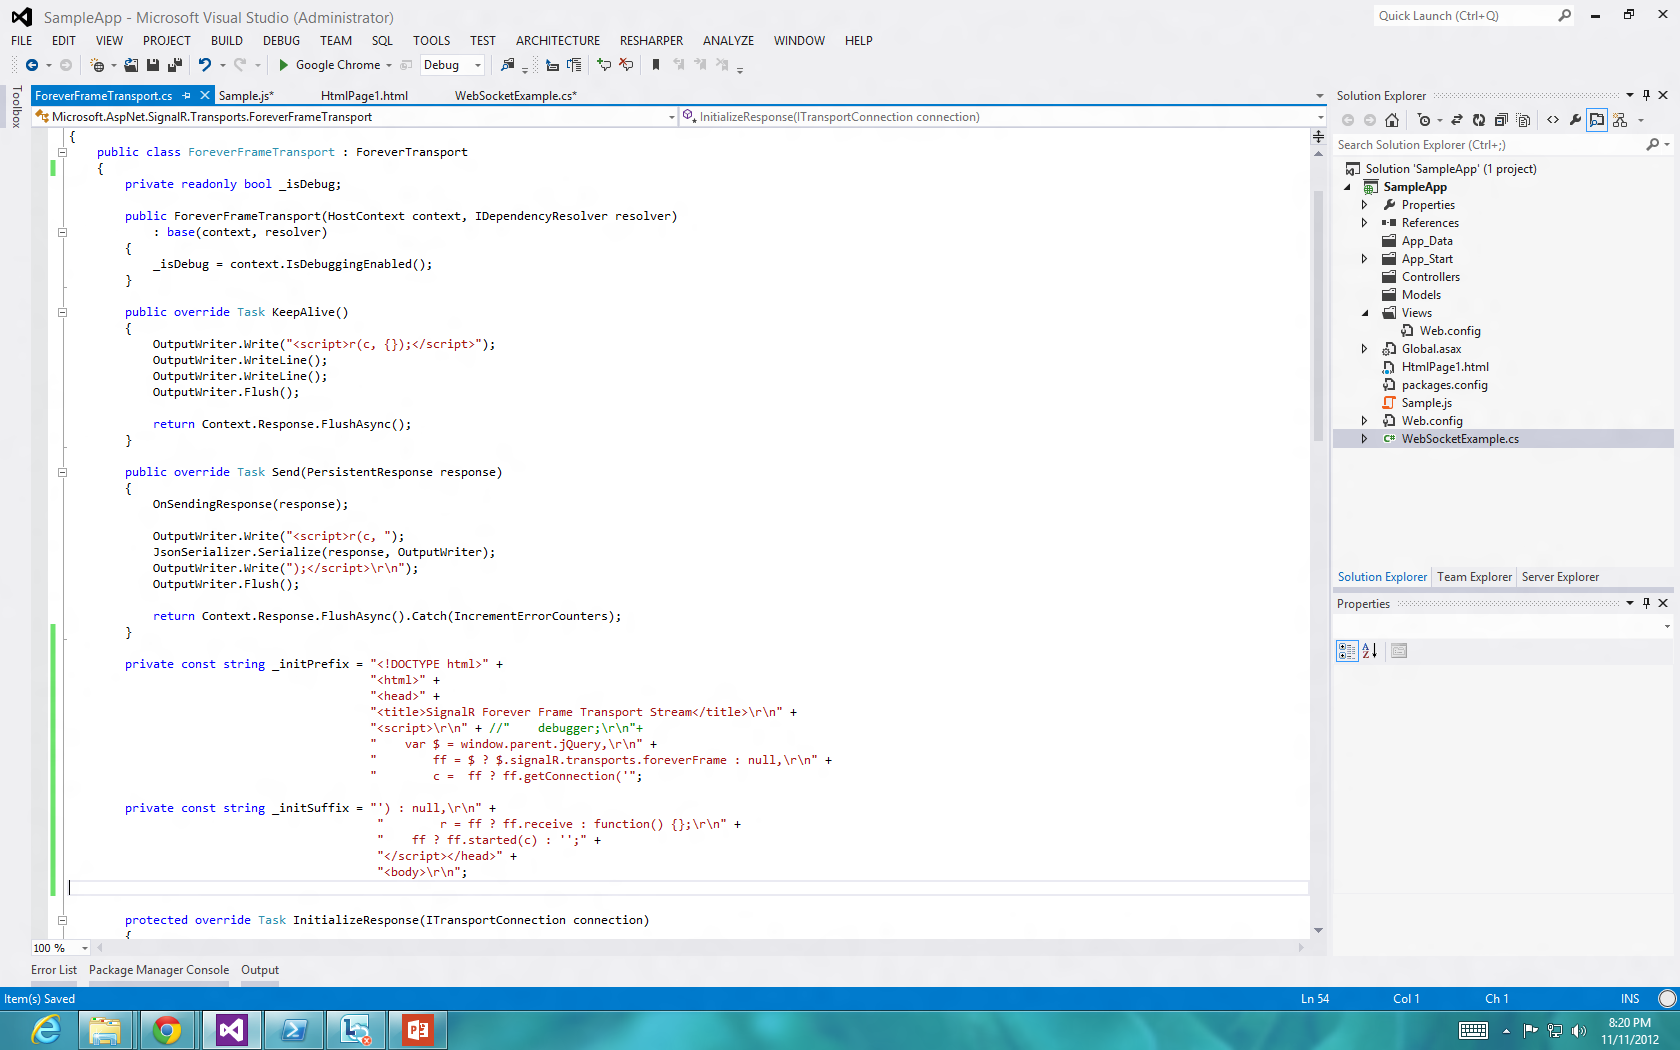 SampleApp - Microsoft Visual Studio (Administrator)
Quick Launch (Ctrl+Q)
FILE EDIT VIEW PROJECT BUILD DEBUG TEAM SQL TOOLS TEST ARCHITECTURE RESHARPER ANALYZE WINDOW HELP
Google Chrome Debug
Toolbox
ForeverFrameTransport.cs Sample.js* HtmlPage1.html WebSocketExample.cs*
Microsoft.AspNet.SignalR.Transports.ForeverFrameTransport InitializeResponse(ITransportConnection connection)
{
public class ForeverFrameTransport : ForeverTransport
{
private readonly bool _isDebug;
public ForeverFrameTransport(HostContext context, IDependencyResolver resolver)
: base(context, resolver)
{
_isDebug = context.IsDebuggingEnabled();
}
public override Task KeepAlive()
{
OutputWriter.Write("<script>r(c, {});</script>");
OutputWriter.WriteLine();
OutputWriter.WriteLine();
OutputWriter.Flush();
return Context.Response.FlushAsync();
}
public override Task Send(PersistentResponse response)
{
OnSendingResponse(response);
OutputWriter.Write("<script>r(c, ");
JsonSerializer.Serialize(response, OutputWriter);
OutputWriter.Write(");</script>\r\n");
OutputWriter.Flush();
return Context.Response.FlushAsync().Catch(IncrementErrorCounters);
}
private const string _initPrefix = "<!DOCTYPE html>" +
"<html>" +
"<head>" +
"<title>SignalR Forever Frame Transport Stream</title>\r\n" +
"<script>\r\n" + //"    debugger;\r\n"+
"    var $ = window.parent.jQuery,\r\n" +
"        ff = $ ? $.signalR.transports.foreverFrame : null,\r\n" +
"        c =  ff ? ff.getConnection('";
private const string _initSuffix = "') : null,\r\n" +
"        r = ff ? ff.receive : function() {};\r\n" +
"    ff ? ff.started(c) : '';" +
"</script></head>" +
"<body>\r\n";
protected override Task InitializeResponse(ITransportConnection connection)
{
100 %
Error List Package Manager Console Output
Item(s) Saved
Ln 54 Col 1 Ch 1 INS
Solution Explorer
Search Solution Explorer (Ctrl+;)
Solution 'SampleApp' (1 project)
SampleApp
Properties
References
App_Data
App_Start
Controllers
Models
Views
Web.config
Global.asax
HtmlPage1.html
packages.config
Sample.js
Web.config
C# WebSocketExample.cs
Solution Explorer Team Explorer Server Explorer
Properties
8:20 PM
11/11/2012